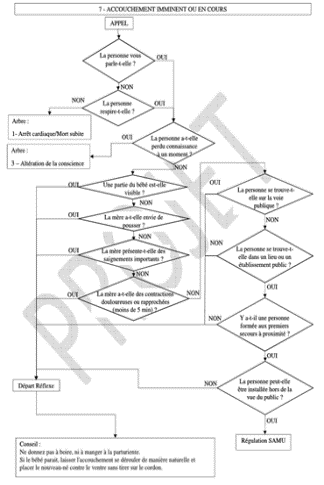 7 - ACCOUCHEMENT IMMINENT OU EN COURS
APPEL
La personne vous
parle-t-elle ?
OUI
NON
La personne
respire-t-elle ?
NON
OUI
Arbre :
1- Arrêt cardiaque/Mort subite
La personne a-t-elle
perdu connaissance
à un moment ?
OUI
NON
Arbre :
3 – Altération de la conscience
Une partie du bébé est-elle
visible ?
OUI
NON
La mère a-t-elle envie de
pousser ?
OUI
NON
La mère présente-t-elle des
saignements importants ?
OUI
NON
La mère a-t-elle des contractions
douloureuses ou rapprochées
(moins de 5 min) ?
OUI
NON
La personne se trouve-t-
elle sur la voie
publique ?
OUI
NON
La personne se trouve-t-
elle dans un lieu ou un
établissement public ?
NON
OUI
Y a-t-il une personne
formée aux premiers
secours à proximité ?
NON
OUI
La personne peut-elle
être installée hors de la
vue du public ?
NON
OUI
Départ Réflexe
Régulation SAMU
Conseil :
Ne donnez pas à boire, ni à manger à la parturiente.
Si le bébé paraît, laisser l'accouchement se dérouler de manière naturelle et
placer le nouveau-né contre le ventre sans tirer sur le cordon.
PROJET